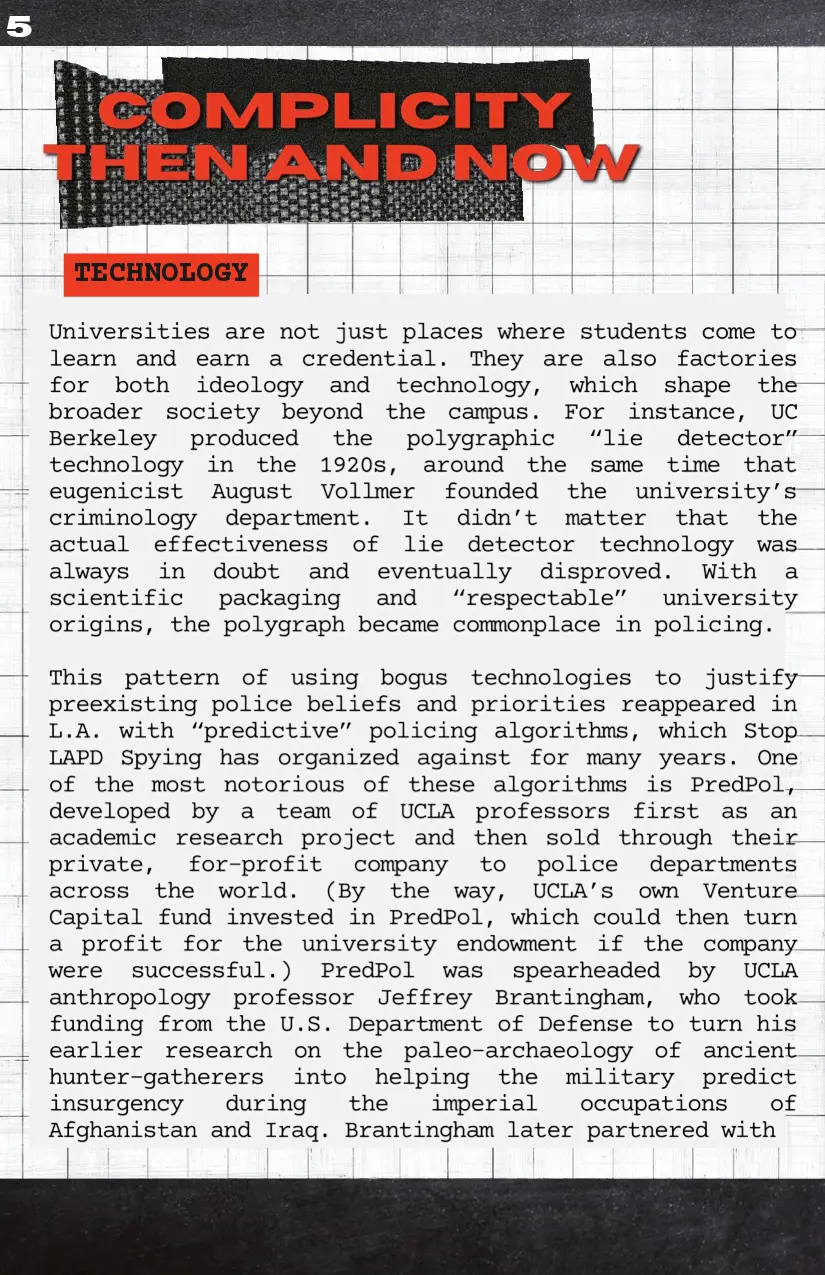 5
COMPLICITY
THEN AND NOW
TECHNOLOGY
Universities are not just places where students come to
learn and earn a credential. They are also factories
for both ideology and technology, which shape the
broader society beyond the campus. For instance, UC
Berkeley produced the polygraphic “lie detector”
technology in the 1920s, around the same time that
eugenicist August Vollmer founded the university’s
criminology department. It didn’t matter that the
actual effectiveness of lie detector technology was
always in doubt and eventually disproved. With a
scientific packaging and “respectable” university
origins, the polygraph became commonplace in policing.
This pattern of using bogus technologies to justify
preexisting police beliefs and priorities reappeared in
L.A. with “predictive” policing algorithms, which Stop
LAPD Spying has organized against for many years. One
of the most notorious of these algorithms is PredPol,
developed by a team of UCLA professors first as an
academic research project and then sold through their
private, for-profit company to police departments
across the world. (By the way, UCLA’s own Venture
Capital fund invested in PredPol, which could then turn
a profit for the university endowment if the company
were successful.) PredPol was spearheaded by UCLA
anthropology professor Jeffrey Brantingham, who took
funding from the U.S. Department of Defense to turn his
earlier research on the paleo-archaeology of ancient
hunter-gatherers into helping the military predict
insurgency during the imperial occupations of
Afghanistan and Iraq. Brantingham later partnered with